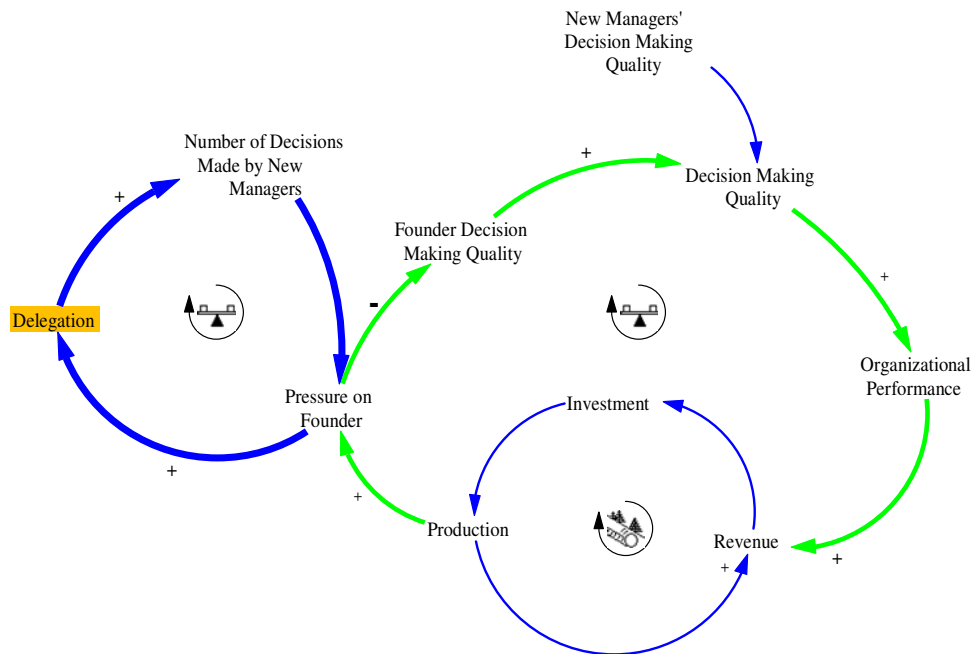 New Managers'
Decision Making
Quality
Number of Decisions
Made by New
Managers
+
+
Decision Making
Quality
Founder Decision
Making Quality
+
-
Delegation
Organizational
Performance
Pressure on
Founder
Investment
+
+
Production
Revenue
+
+